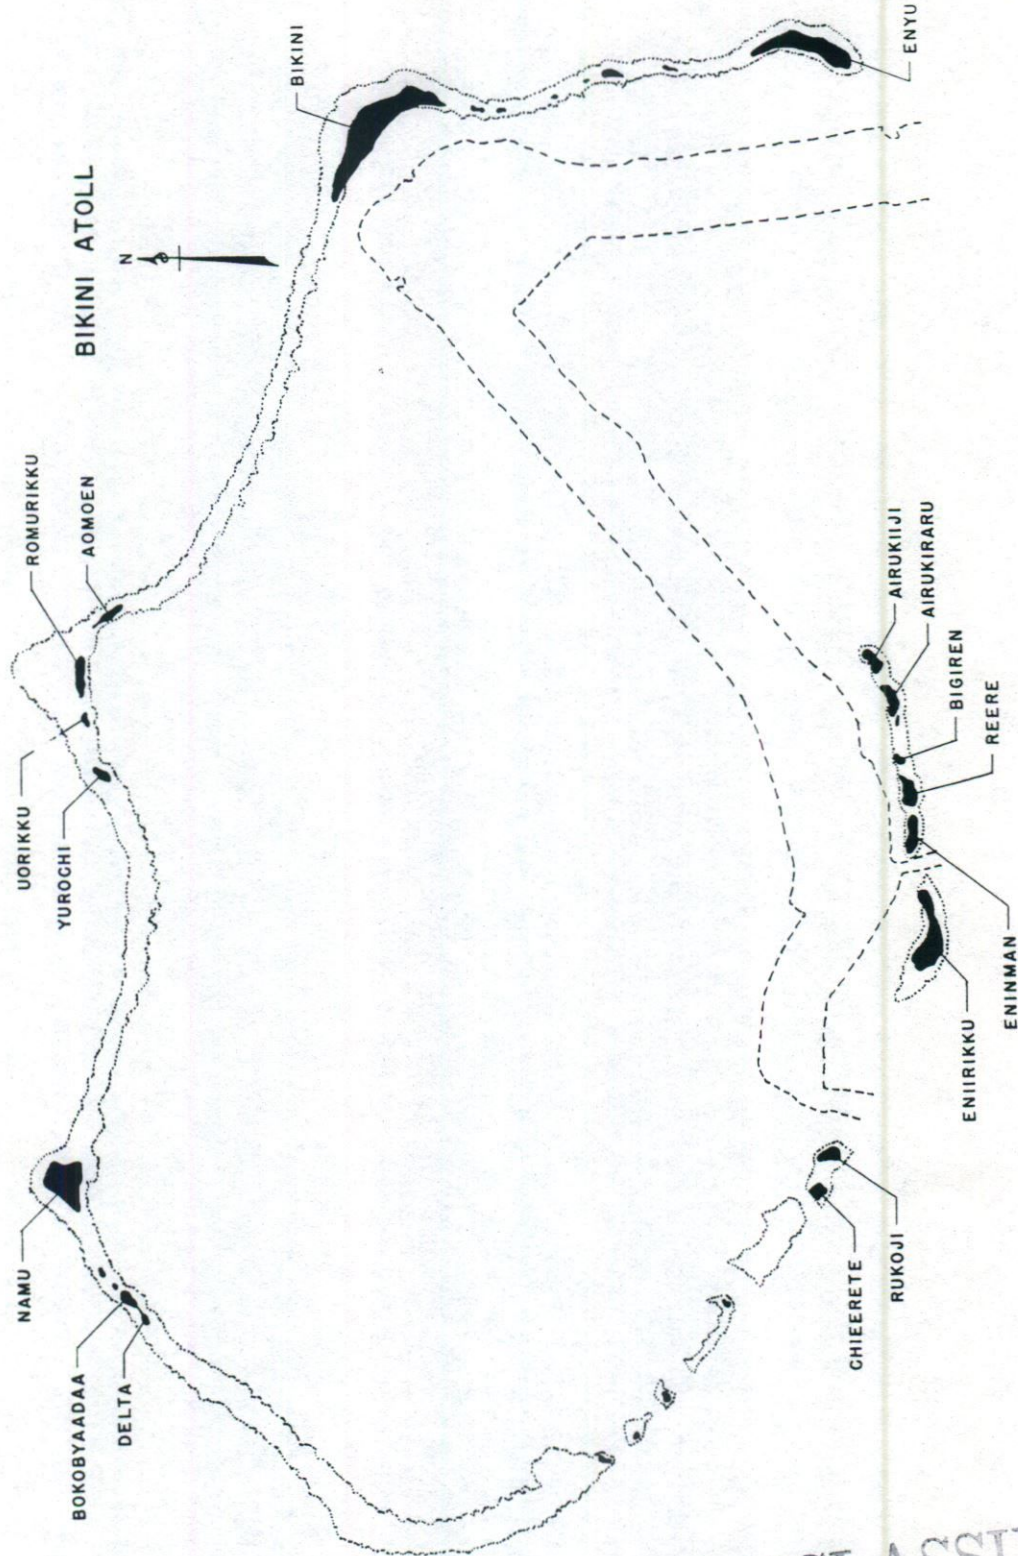 BIKINI ATOLL
N
NAMU
BOKOBYAADAA
DELTA
UORIKKU
YUROCHI
ROMURIKKU
AOMOEN
BIKINI
ENYU
AIRUKIIJI
AIRUKIRARU
BIGIREN
REERE
ENINMAN
ENIIRIKKU
RUKOJI
CHIEERETE